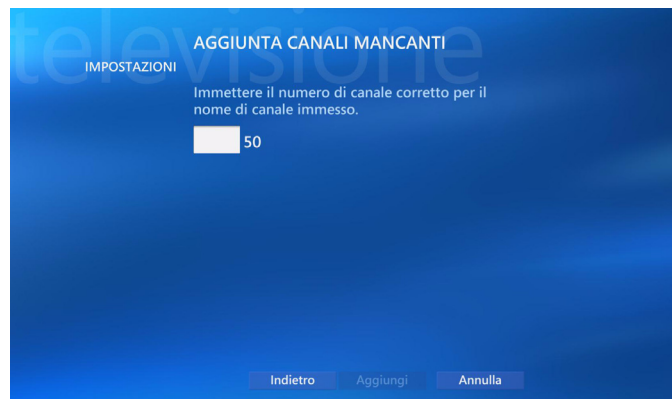 televisione
AGGIUNTA CANALI MANCANTI
IMPOSTAZIONI
Immettere il numero di canale corretto per il
nome di canale immesso.
50
Indietro Aggiungi Annulla